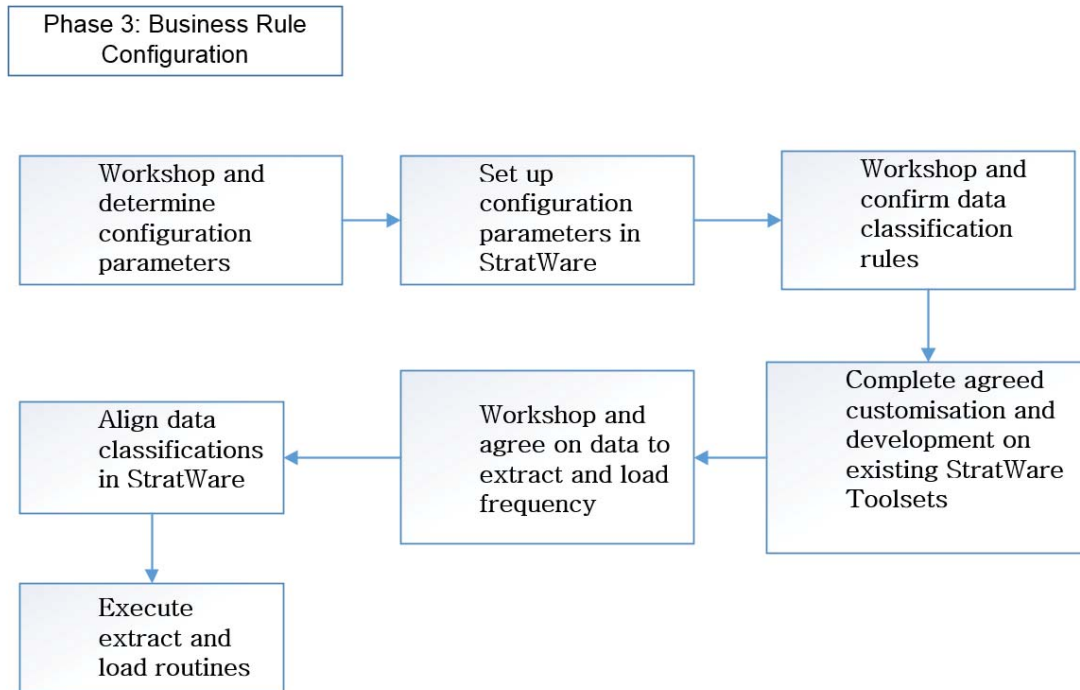 Phase 3: Business Rule
Configuration
Workshop and
determine
configuration
parameters
Set up
configuration
parameters in
StratWare
Workshop and
confirm data
classification
rules
Complete agreed
customisation and
development on
existing StratWare
Toolsets
Workshop and
agree on data to
extract and load
frequency
Align data
classifications
in StratWare
Execute
extract and
load routines